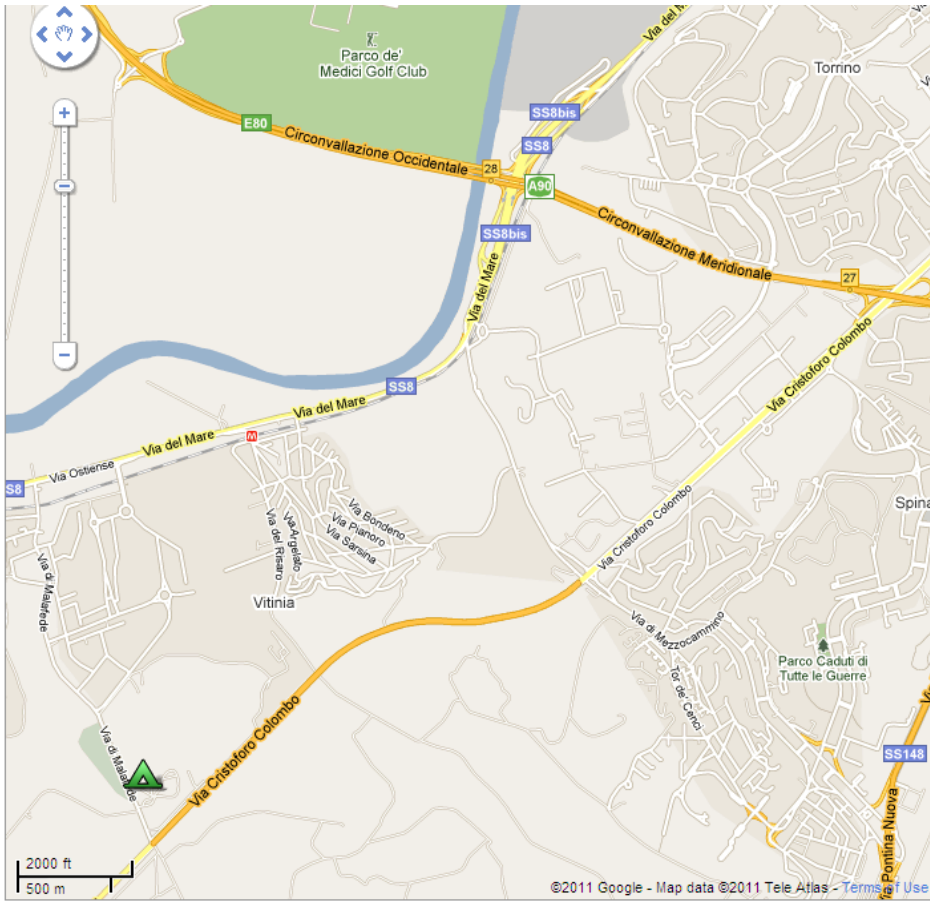 Via del Mare
Parco de'
Medici Golf Club
Torrino
SS8bis
E80
Circonvallazione Occidentale
SS8
28
A90
Circonvallazione Meridionale
SS8bis
27
Via del Mare
Via Cristoforo Colombo
SS8
Via del Mare
Via del Mare
M
Via Ostiense
SS8
Via Cristoforo Colombo
Spina
Via Bondeno
Via Pianoro
Via Sarsina
Via Argelato
Via del Risaro
Via di Malafede
Vitinia
Via Cristoforo Colombo
Via di Mezzocammino
Tor de' Cenci
Parco Caduti di
Tutte le Guerre
SS148
Via di Malafede
Via Cristoforo Colombo
Via Pontina Nuova
2000 ft
500 m
©2011 Google - Map data ©2011 Tele Atlas - Terms of Use